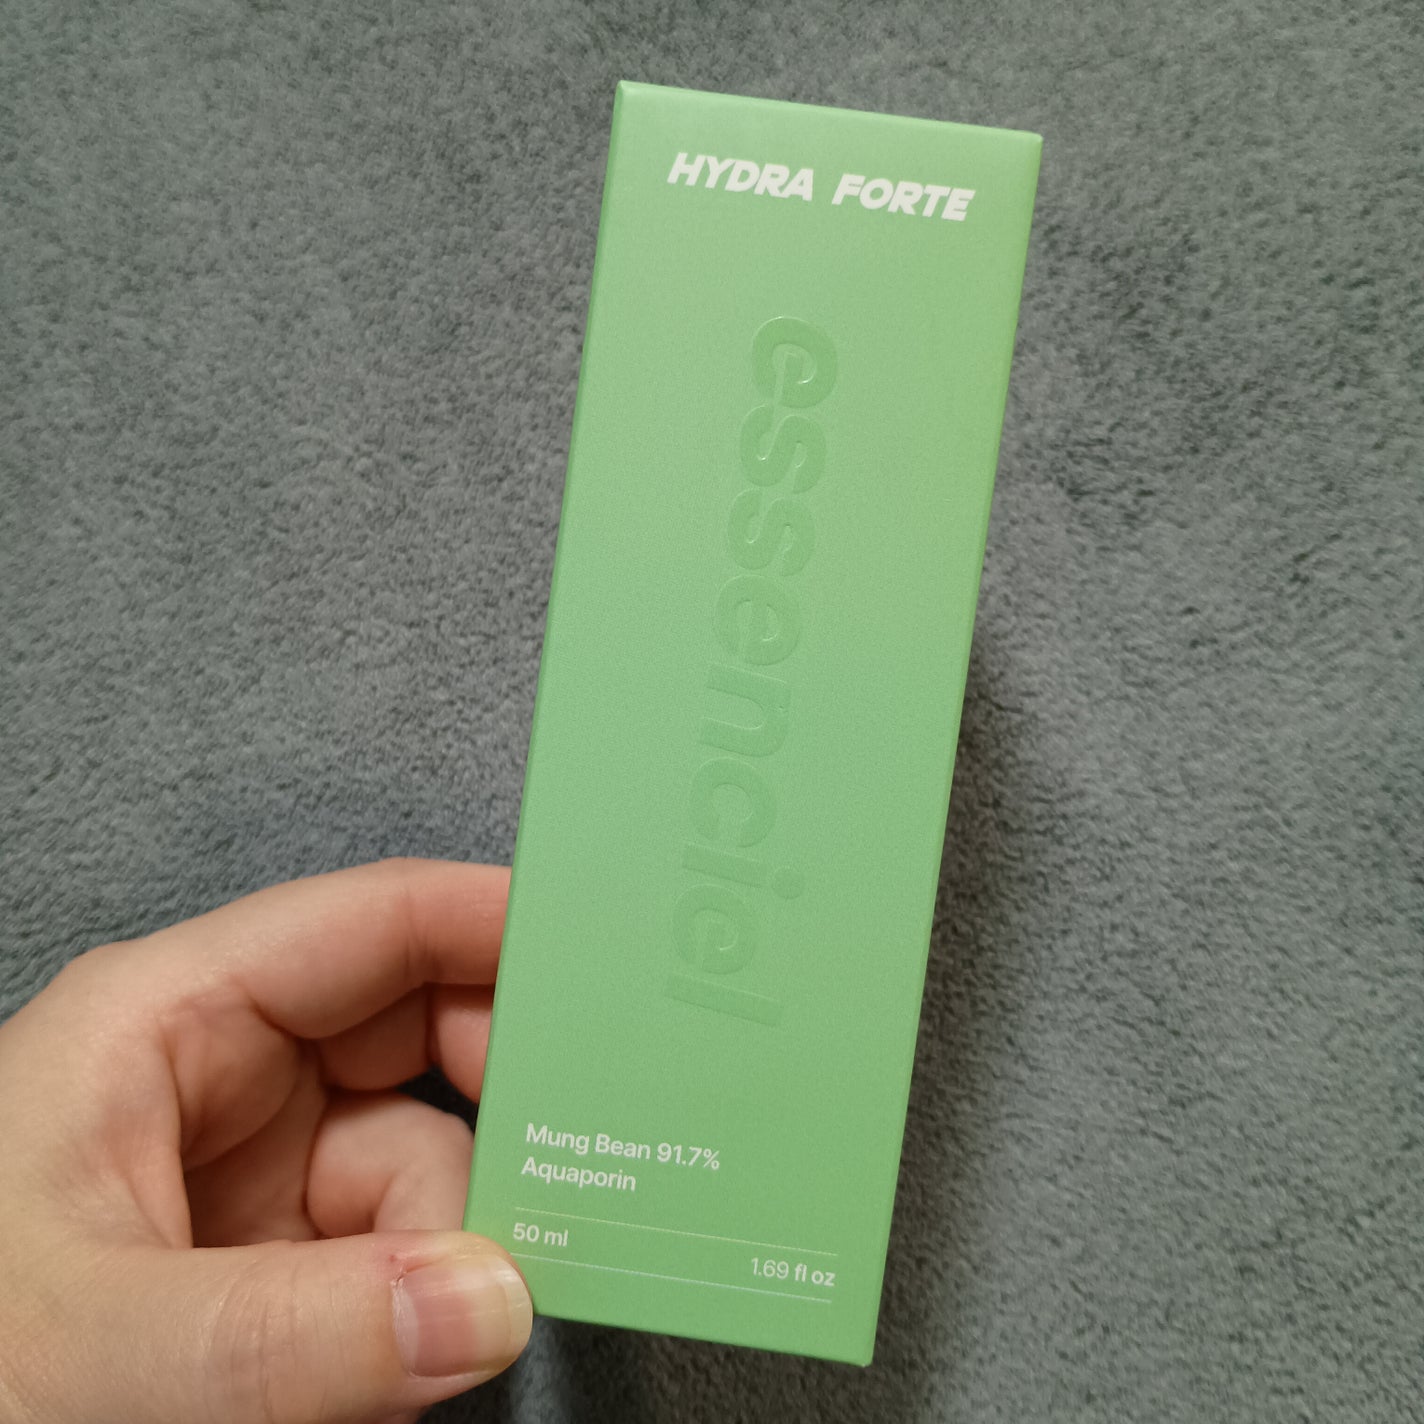 HYDRA FORTE
essenciel
Mung Bean 91.7%
Aquaporin
50 ml
1.69 fl oz